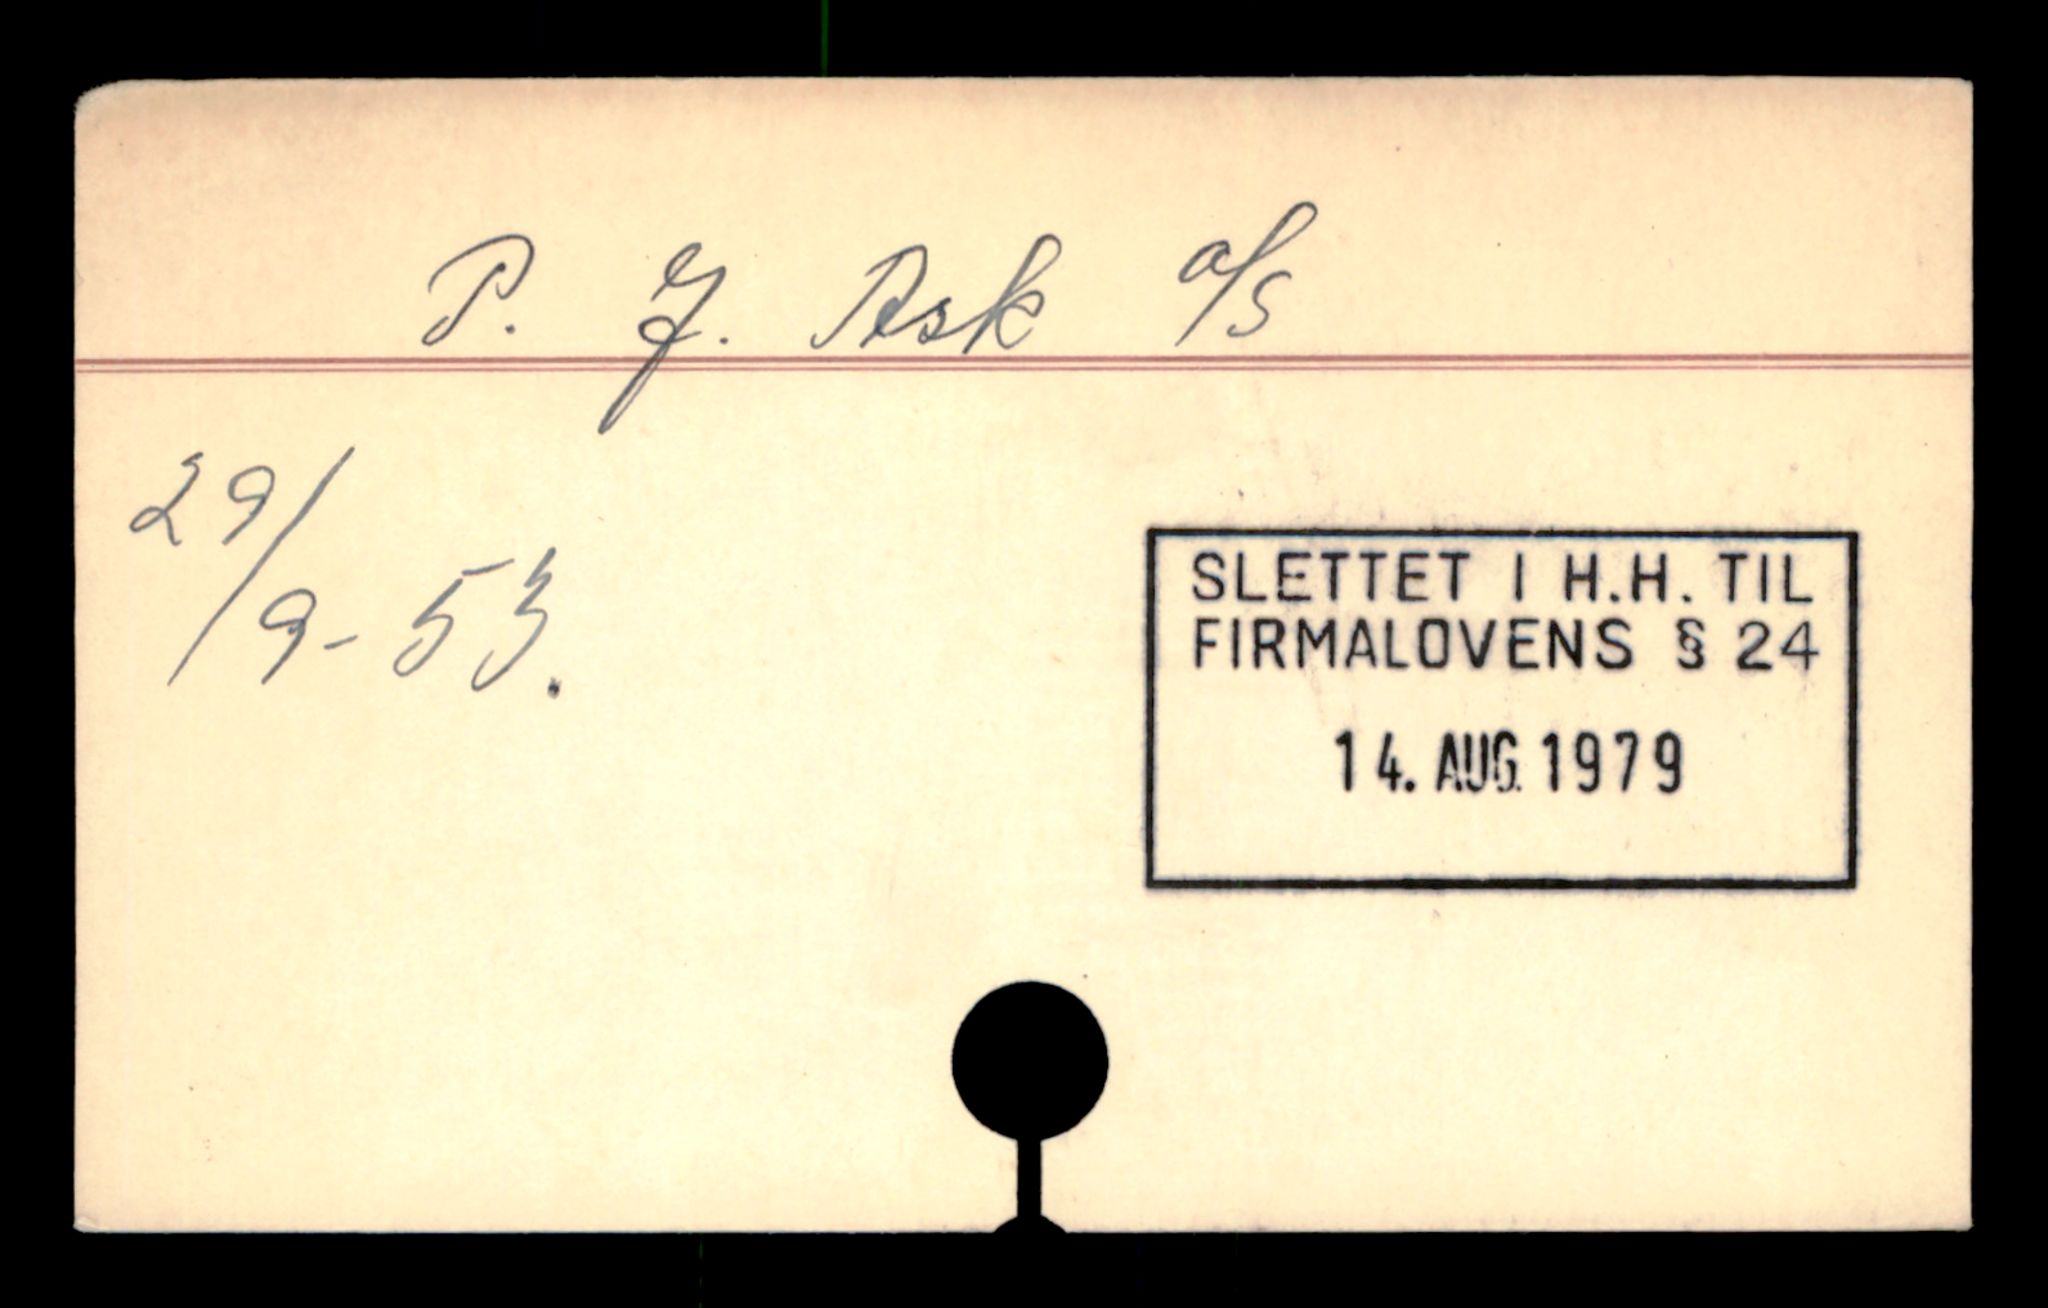 P. J. Ask a/s
29/9-53.
SLETTET I H.H. TIL
FIRMALOVENS § 24
14. AUG. 1979